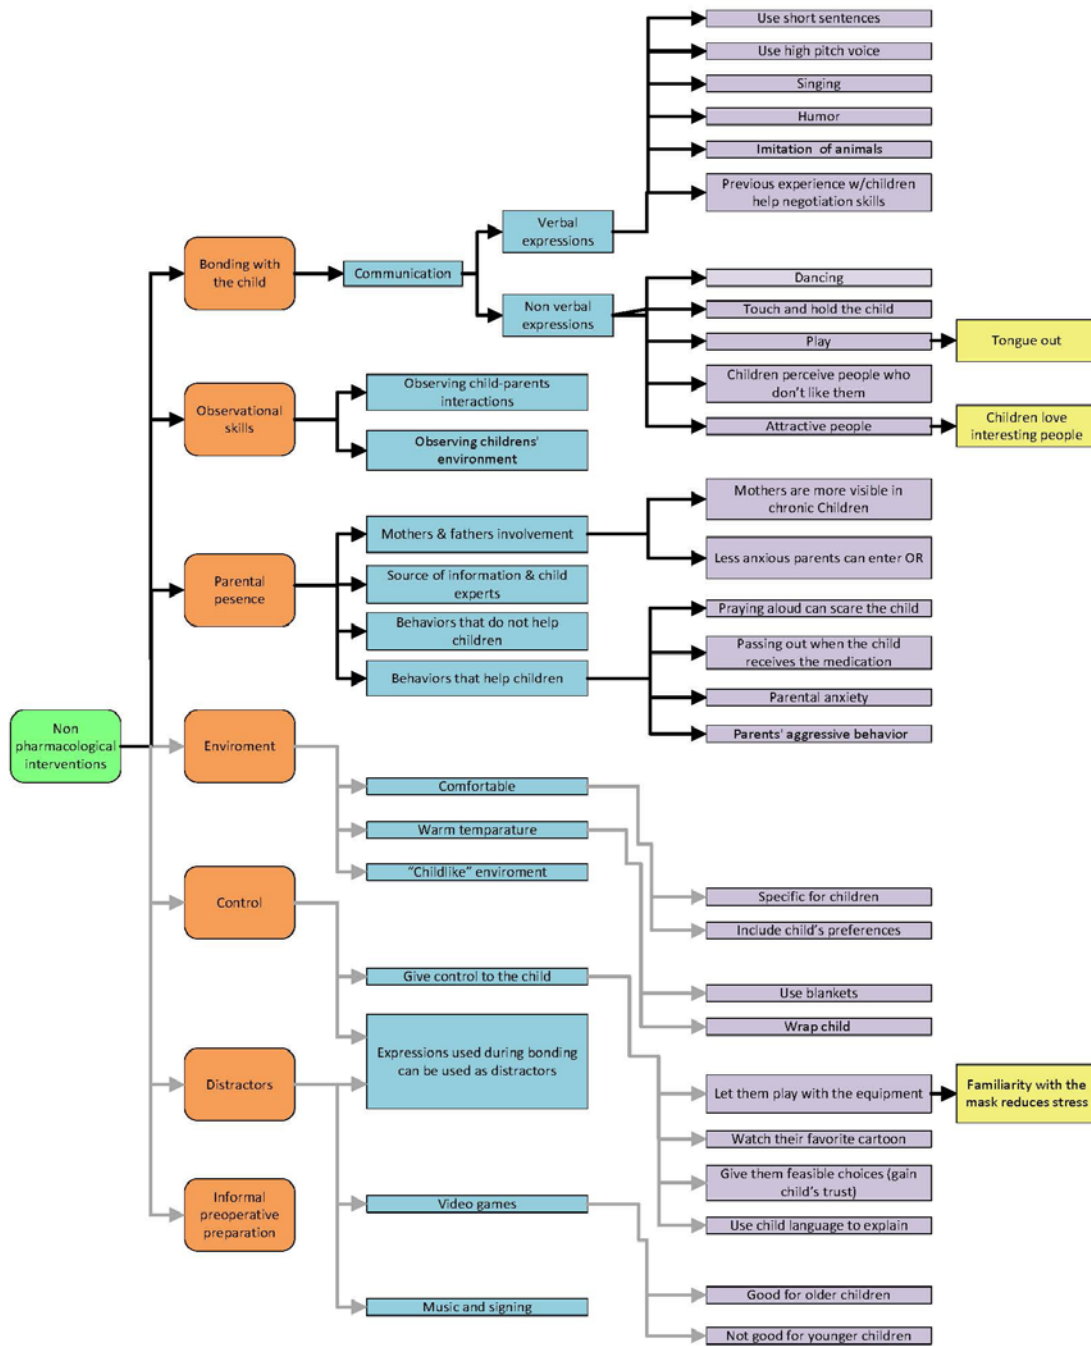 Use short sentences
Use high pitch voice
Singing
Humor
Imitation of animals
Previous experience w/children
help negotiation skills
Verbal
expressions
Bonding with
the child
Communication
Non verbal
expressions
Dancing
Touch and hold the child
Play
Tongue out
Children perceive people who
don't like them
Attractive people
Children love
interesting people
Observational
skills
Observing child-parents
interactions
Observing childrens'
environment
Parental
pesence
Mothers & fathers involvement
Mothers are more visible in
chronic Children
Less anxious parents can enter OR
Source of information & child
experts
Behaviors that do not help
children
Behaviors that help children
Praying aloud can scare the child
Passing out when the child
receives the medication
Parental anxiety
Parents' aggressive behavior
Non
pharmacological
interventions
Enviroment
Comfortable
Warm temparature
"Childlike" enviroment
Specific for children
Include child's preferences
Use blankets
Wrap child
Control
Give control to the child
Expressions used during bonding
can be used as distractors
Let them play with the equipment
Familiarity with the
mask reduces stress
Watch their favorite cartoon
Give them feasible choices (gain
child's trust)
Use child language to explain
Distractors
Video games
Music and signing
Good for older children
Not good for younger children
Informal
preoperative
preparation